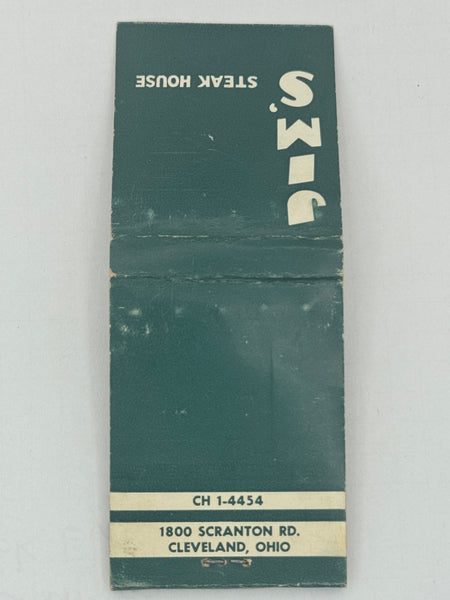 JIM'S
STEAK HOUSE
CH 1-4454
1800 SCRANTON RD.
CLEVELAND, OHIO